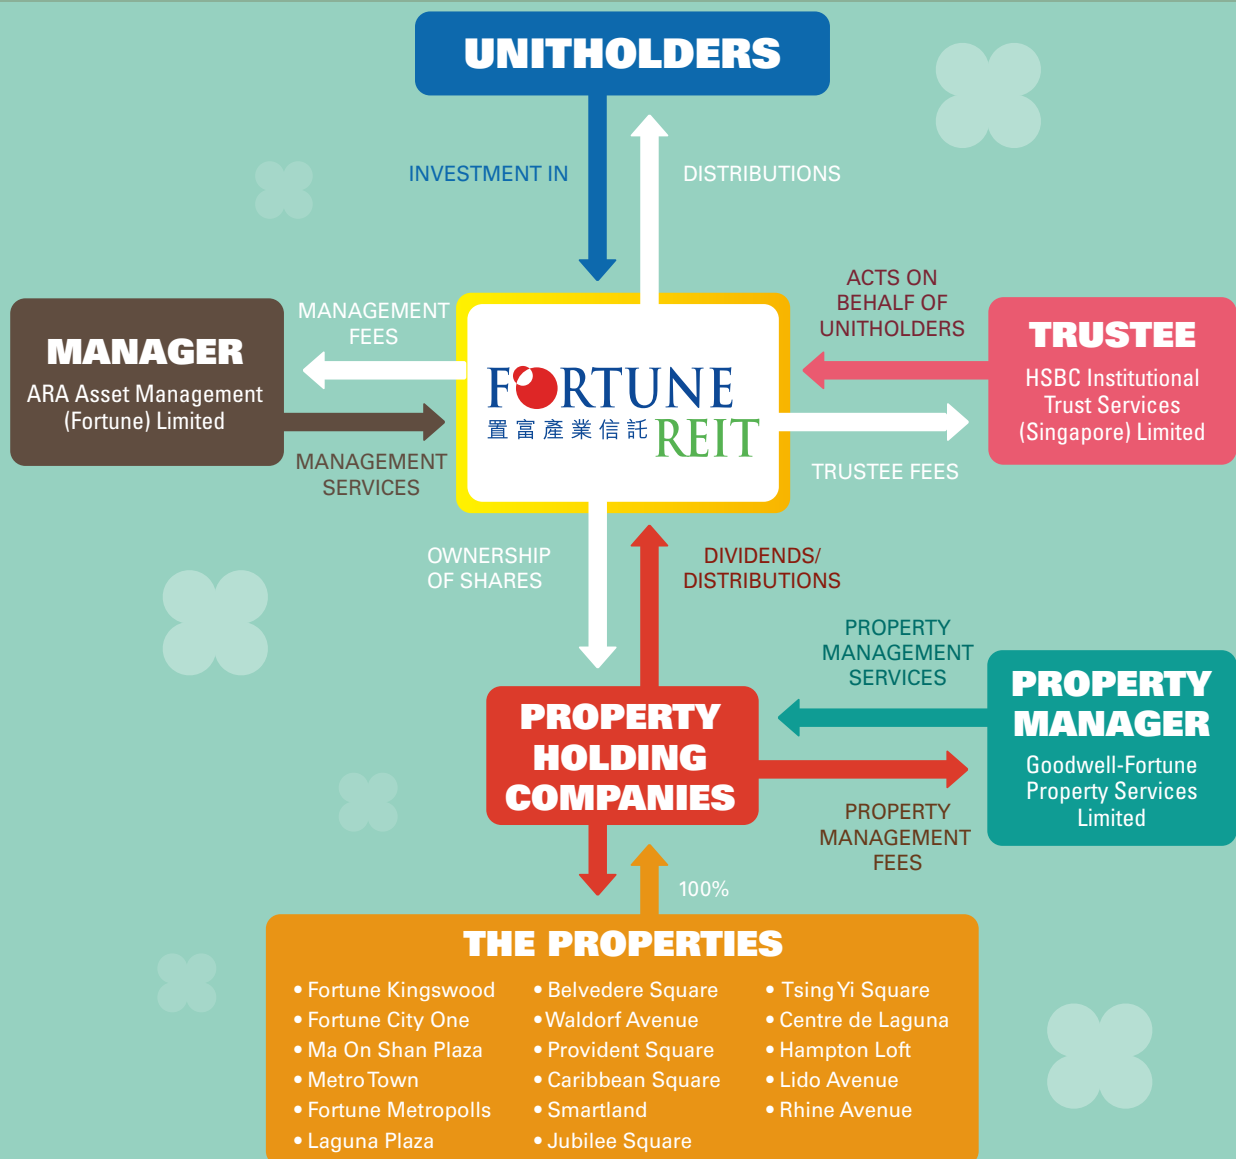 UNITHOLDERS
INVESTMENT IN
DISTRIBUTIONS
MANAGER
ARA Asset Management
(Fortune) Limited
MANAGEMENT
FEES
MANAGEMENT
SERVICES
FORTUNE
置富產業信託 REIT
ACTS ON
BEHALF OF
UNITHOLDERS
TRUSTEE FEES
TRUSTEE
HSBC Institutional
Trust Services
(Singapore) Limited
OWNERSHIP
OF SHARES
DIVIDENDS/
DISTRIBUTIONS
PROPERTY
HOLDING
COMPANIES
PROPERTY
MANAGEMENT
SERVICES
PROPERTY
MANAGEMENT
FEES
PROPERTY
MANAGER
Goodwell-Fortune
Property Services
Limited
100%
THE PROPERTIES
• Fortune Kingswood
• Fortune City One
• Ma On Shan Plaza
• Metro Town
• Fortune Metropolls
• Laguna Plaza
• Belvedere Square
• Waldorf Avenue
• Provident Square
• Caribbean Square
• Smartland
• Jubilee Square
• Tsing Yi Square
• Centre de Laguna
• Hampton Loft
• Lido Avenue
• Rhine Avenue